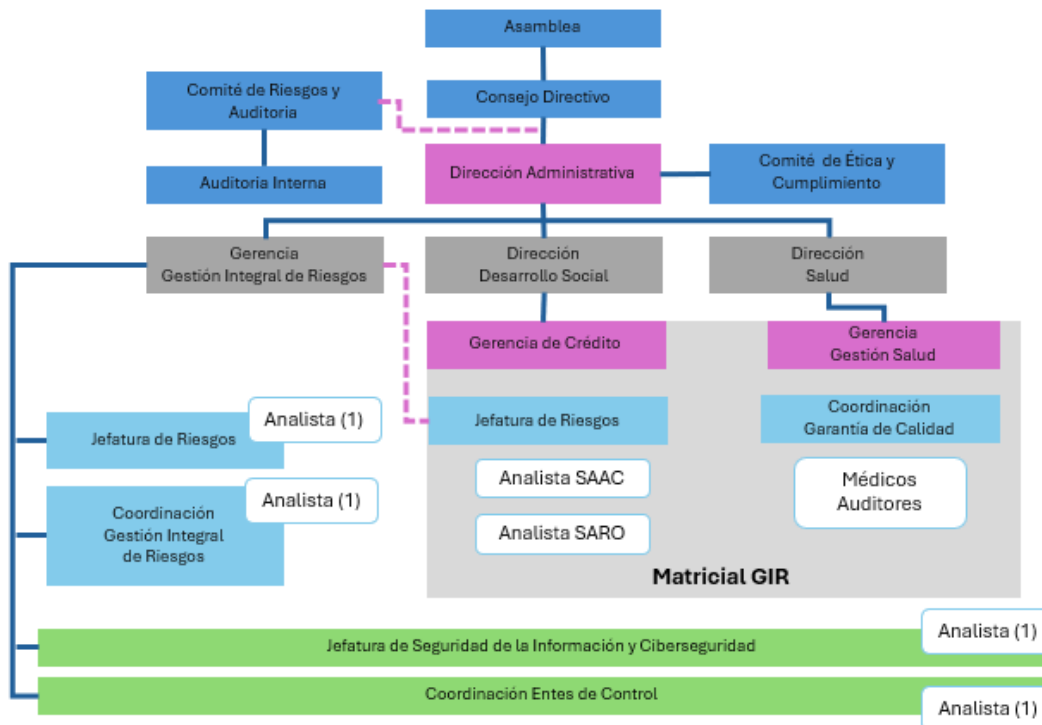 Asamblea
Comité de Riesgos y
Auditoria
Consejo Directivo
Auditoria Interna
Dirección Administrativa
Comité de Ética y
Cumplimiento
Gerencia
Gestión Integral de Riesgos
Dirección
Desarrollo Social
Dirección
Salud
Gerencia de Crédito
Gerencia
Gestión Salud
Jefatura de Riesgos
Analista (1)
Coordinación
Gestión Integral
de Riesgos
Analista (1)
Jefatura de Riesgos
Analista SAAC
Analista SARO
Coordinación
Garantía de Calidad
Médicos
Auditores
Matricial GIR
Jefatura de Seguridad de la Información y Ciberseguridad
Analista (1)
Coordinación Entes de Control
Analista (1)